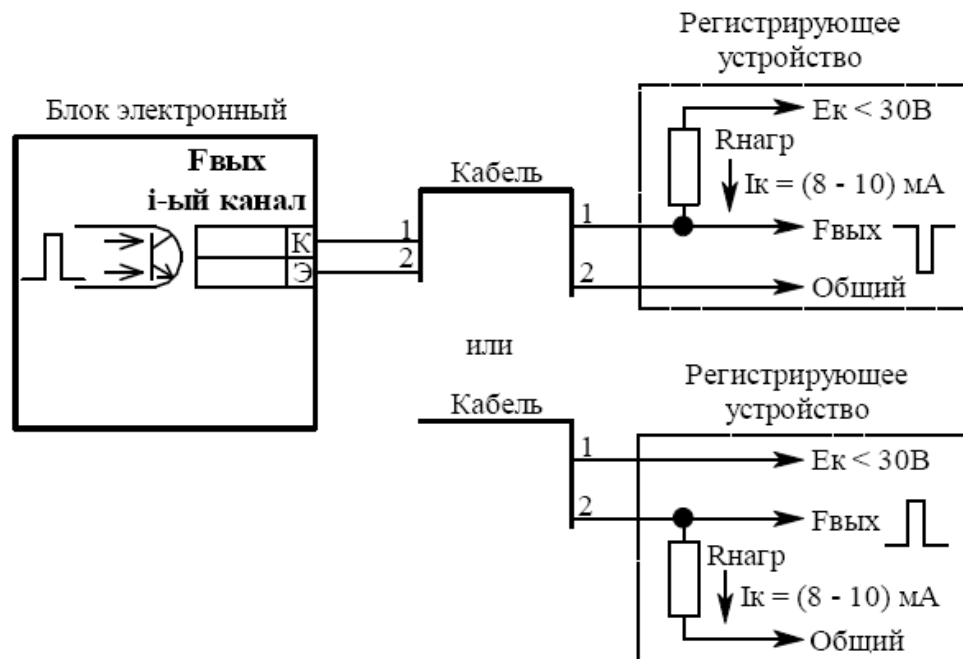 Регистрирующее
устройство
Блок электронный
Ек < 30В
Fвых
Rнагр
Кабель
Iк = (8 - 10) мА
i-ый канал
1
1
Fвых
К
2
Э
2
Общий
или
Регистрирующее
устройство
Кабель
1
Ек < 30В
2
Fвых
Rнагр
Iк = (8 - 10) мА
Общий